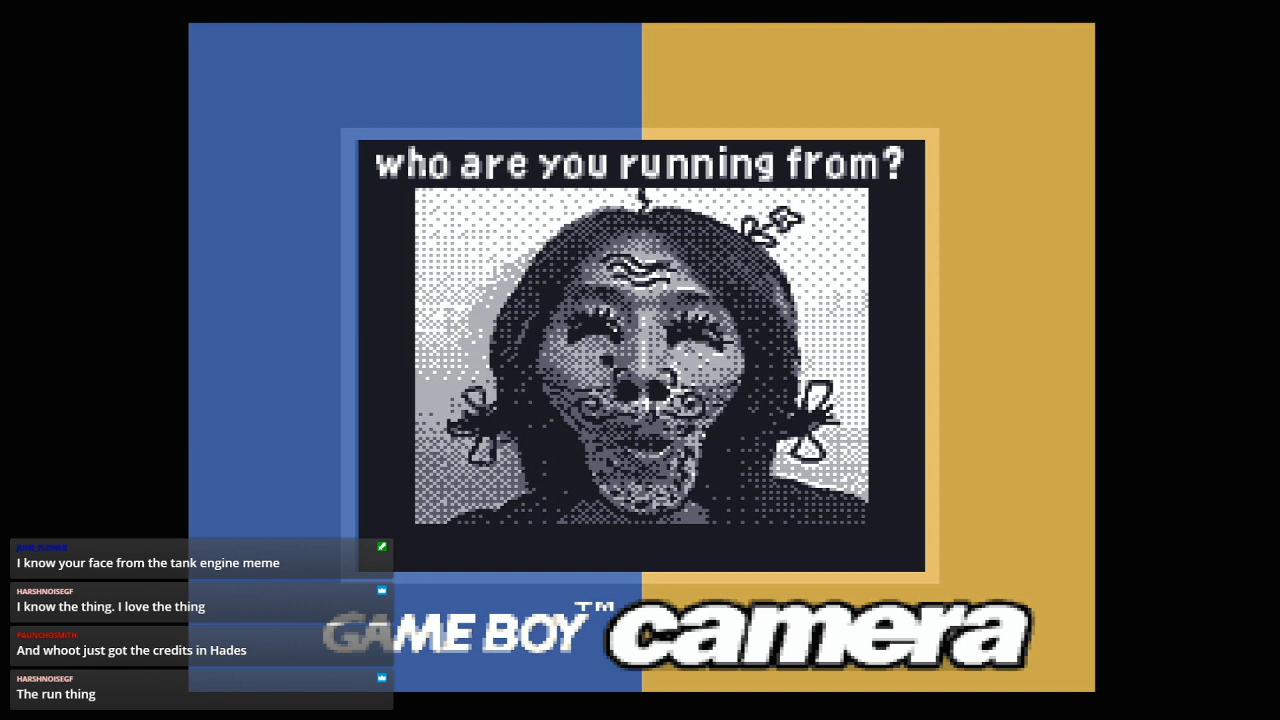 who are you running from?
I know your face from the tank engine meme
HARSHNOISEGF
I know the thing. I love the thing
PAUNCHOSMITH
And whoot just got the credits in Hades
HARSHNOISEGF
The run thing
GAME BOY™ camera